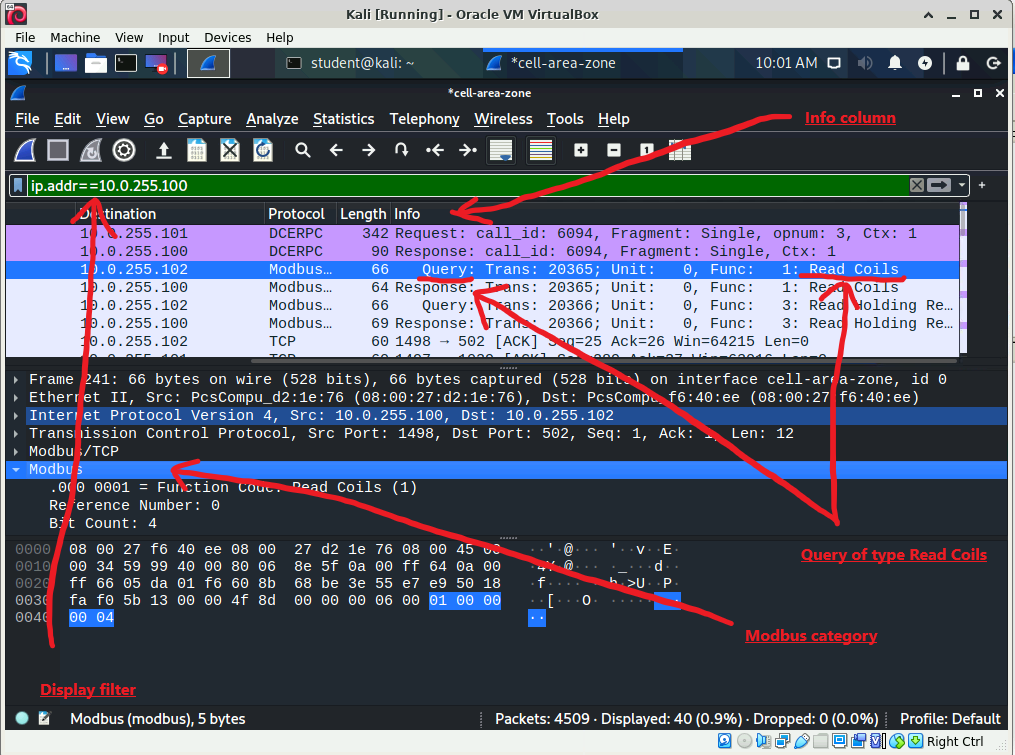 Kali [Running] - Oracle VM VirtualBox
File Machine View Input Devices Help
student@kali: ~ *cell-area-zone 10:01 AM
*cell-area-zone
File Edit View Go Capture Analyze Statistics Telephony Wireless Tools Help
Info column
ip.addr==10.0.255.100
Destination Protocol Length Info
10.0.255.101 DCERPC 342 Request: call_id: 6094, Fragment: Single, opnum: 3, Ctx: 1
10.0.255.100 DCERPC 90 Response: call_id: 6094, Fragment: Single, Ctx: 1
10.0.255.102 Modbus… 66 Query: Trans: 20365; Unit: 0, Func: 1: Read Coils
10.0.255.100 Modbus… 64 Response: Trans: 20365; Unit: 0, Func: 1: Read Coils
10.0.255.102 Modbus… 66 Query: Trans: 20366; Unit: 0, Func: 3: Read Holding Re…
10.0.255.100 Modbus… 69 Response: Trans: 20366; Unit: 0, Func: 3: Read Holding Re…
10.0.255.102 TCP 60 1498 → 502 [ACK] Seq=25 Ack=26 Win=64215 Len=0
Frame 241: 66 bytes on wire (528 bits), 66 bytes captured (528 bits) on interface cell-area-zone, id 0
Ethernet II, Src: PcsCompu_d2:1e:76 (08:00:27:d2:1e:76), Dst: PcsCompu_f6:40:ee (08:00:27:f6:40:ee)
Internet Protocol Version 4, Src: 10.0.255.100, Dst: 10.0.255.102
Transmission Control Protocol, Src Port: 1498, Dst Port: 502, Seq: 1, Ack: 1, Len: 12
Modbus/TCP
Modbus
.000 0001 = Function Code: Read Coils (1)
Reference Number: 0
Bit Count: 4
0000 08 00 27 f6 40 ee 08 00 27 d2 1e 76 08 00 45 00 ··'·@··· '··v··E·
0010 00 34 59 99 40 00 80 06 8e 5f 0a 00 ff 64 0a 00 ·4Y·@··· ·_···d··
0020 ff 66 05 da 01 f6 60 8b 68 be 3e 55 e7 e9 50 18
0030 fa f0 5b 13 00 00 4f 8d 00 00 00 06 00 01 00 00 ··[···O· ········
0040 00 04 ··
Query of type Read Coils
Modbus category
Display filter
Modbus (modbus), 5 bytes Packets: 4509 · Displayed: 40 (0.9%) · Dropped: 0 (0.0%) Profile: Default
Right Ctrl